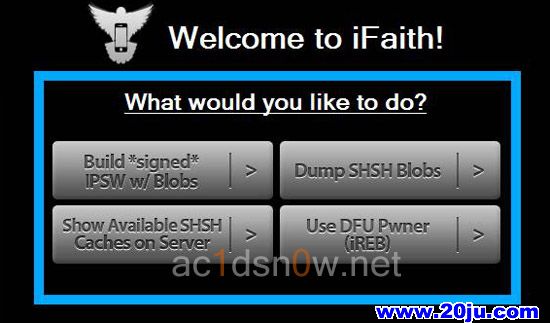 Welcome to iFaith!
What would you like to do?
Build *signed*
IPSW w/ Blobs
>
Dump SHSH Blobs
>
Show Available SHSH
Caches on Server
>
Use DFU Pwner
(iREB)
>
ac1dsn0w.net
www.20ju.com